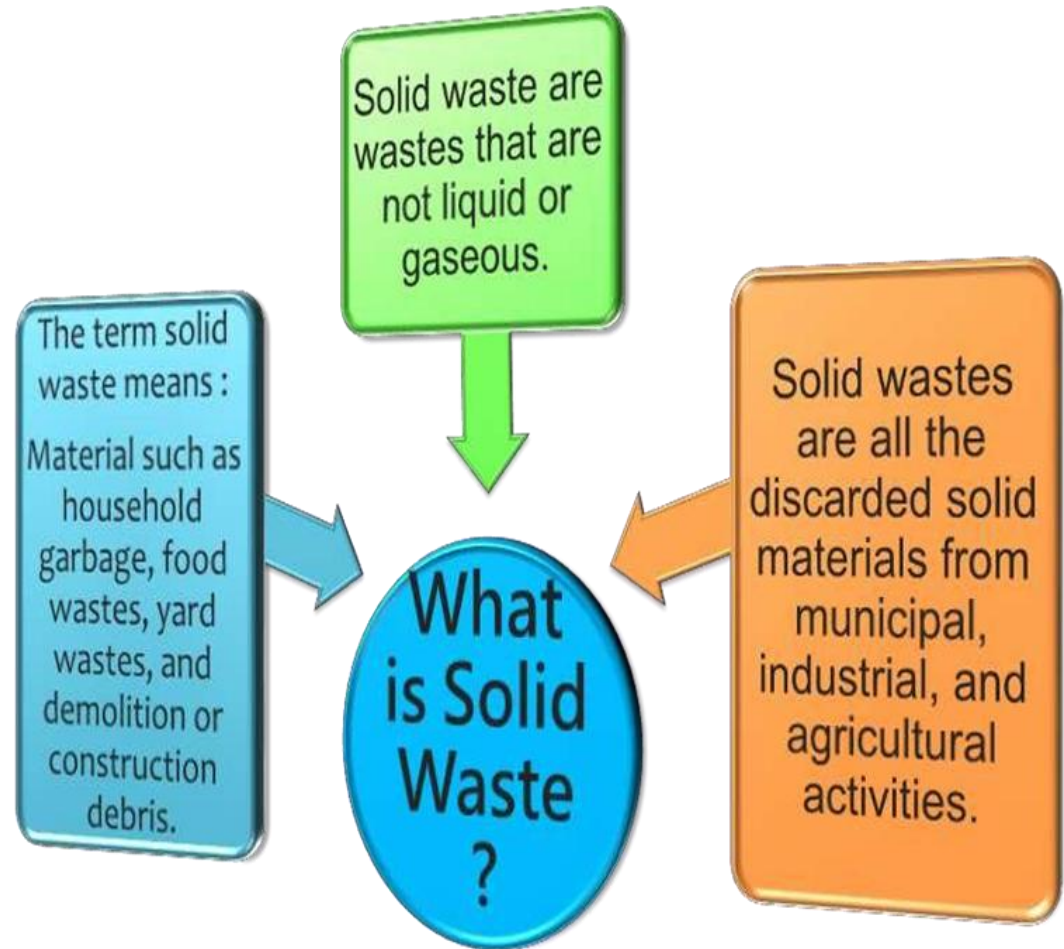 Solid waste are
wastes that are
not liquid or
gaseous.
The term solid
waste means :
Material such as
household
garbage, food
wastes, yard
wastes, and
demolition or
construction
debris.
What
is Solid
Waste
?
Solid wastes
are all the
discarded solid
materials from
municipal,
industrial, and
agricultural
activities.